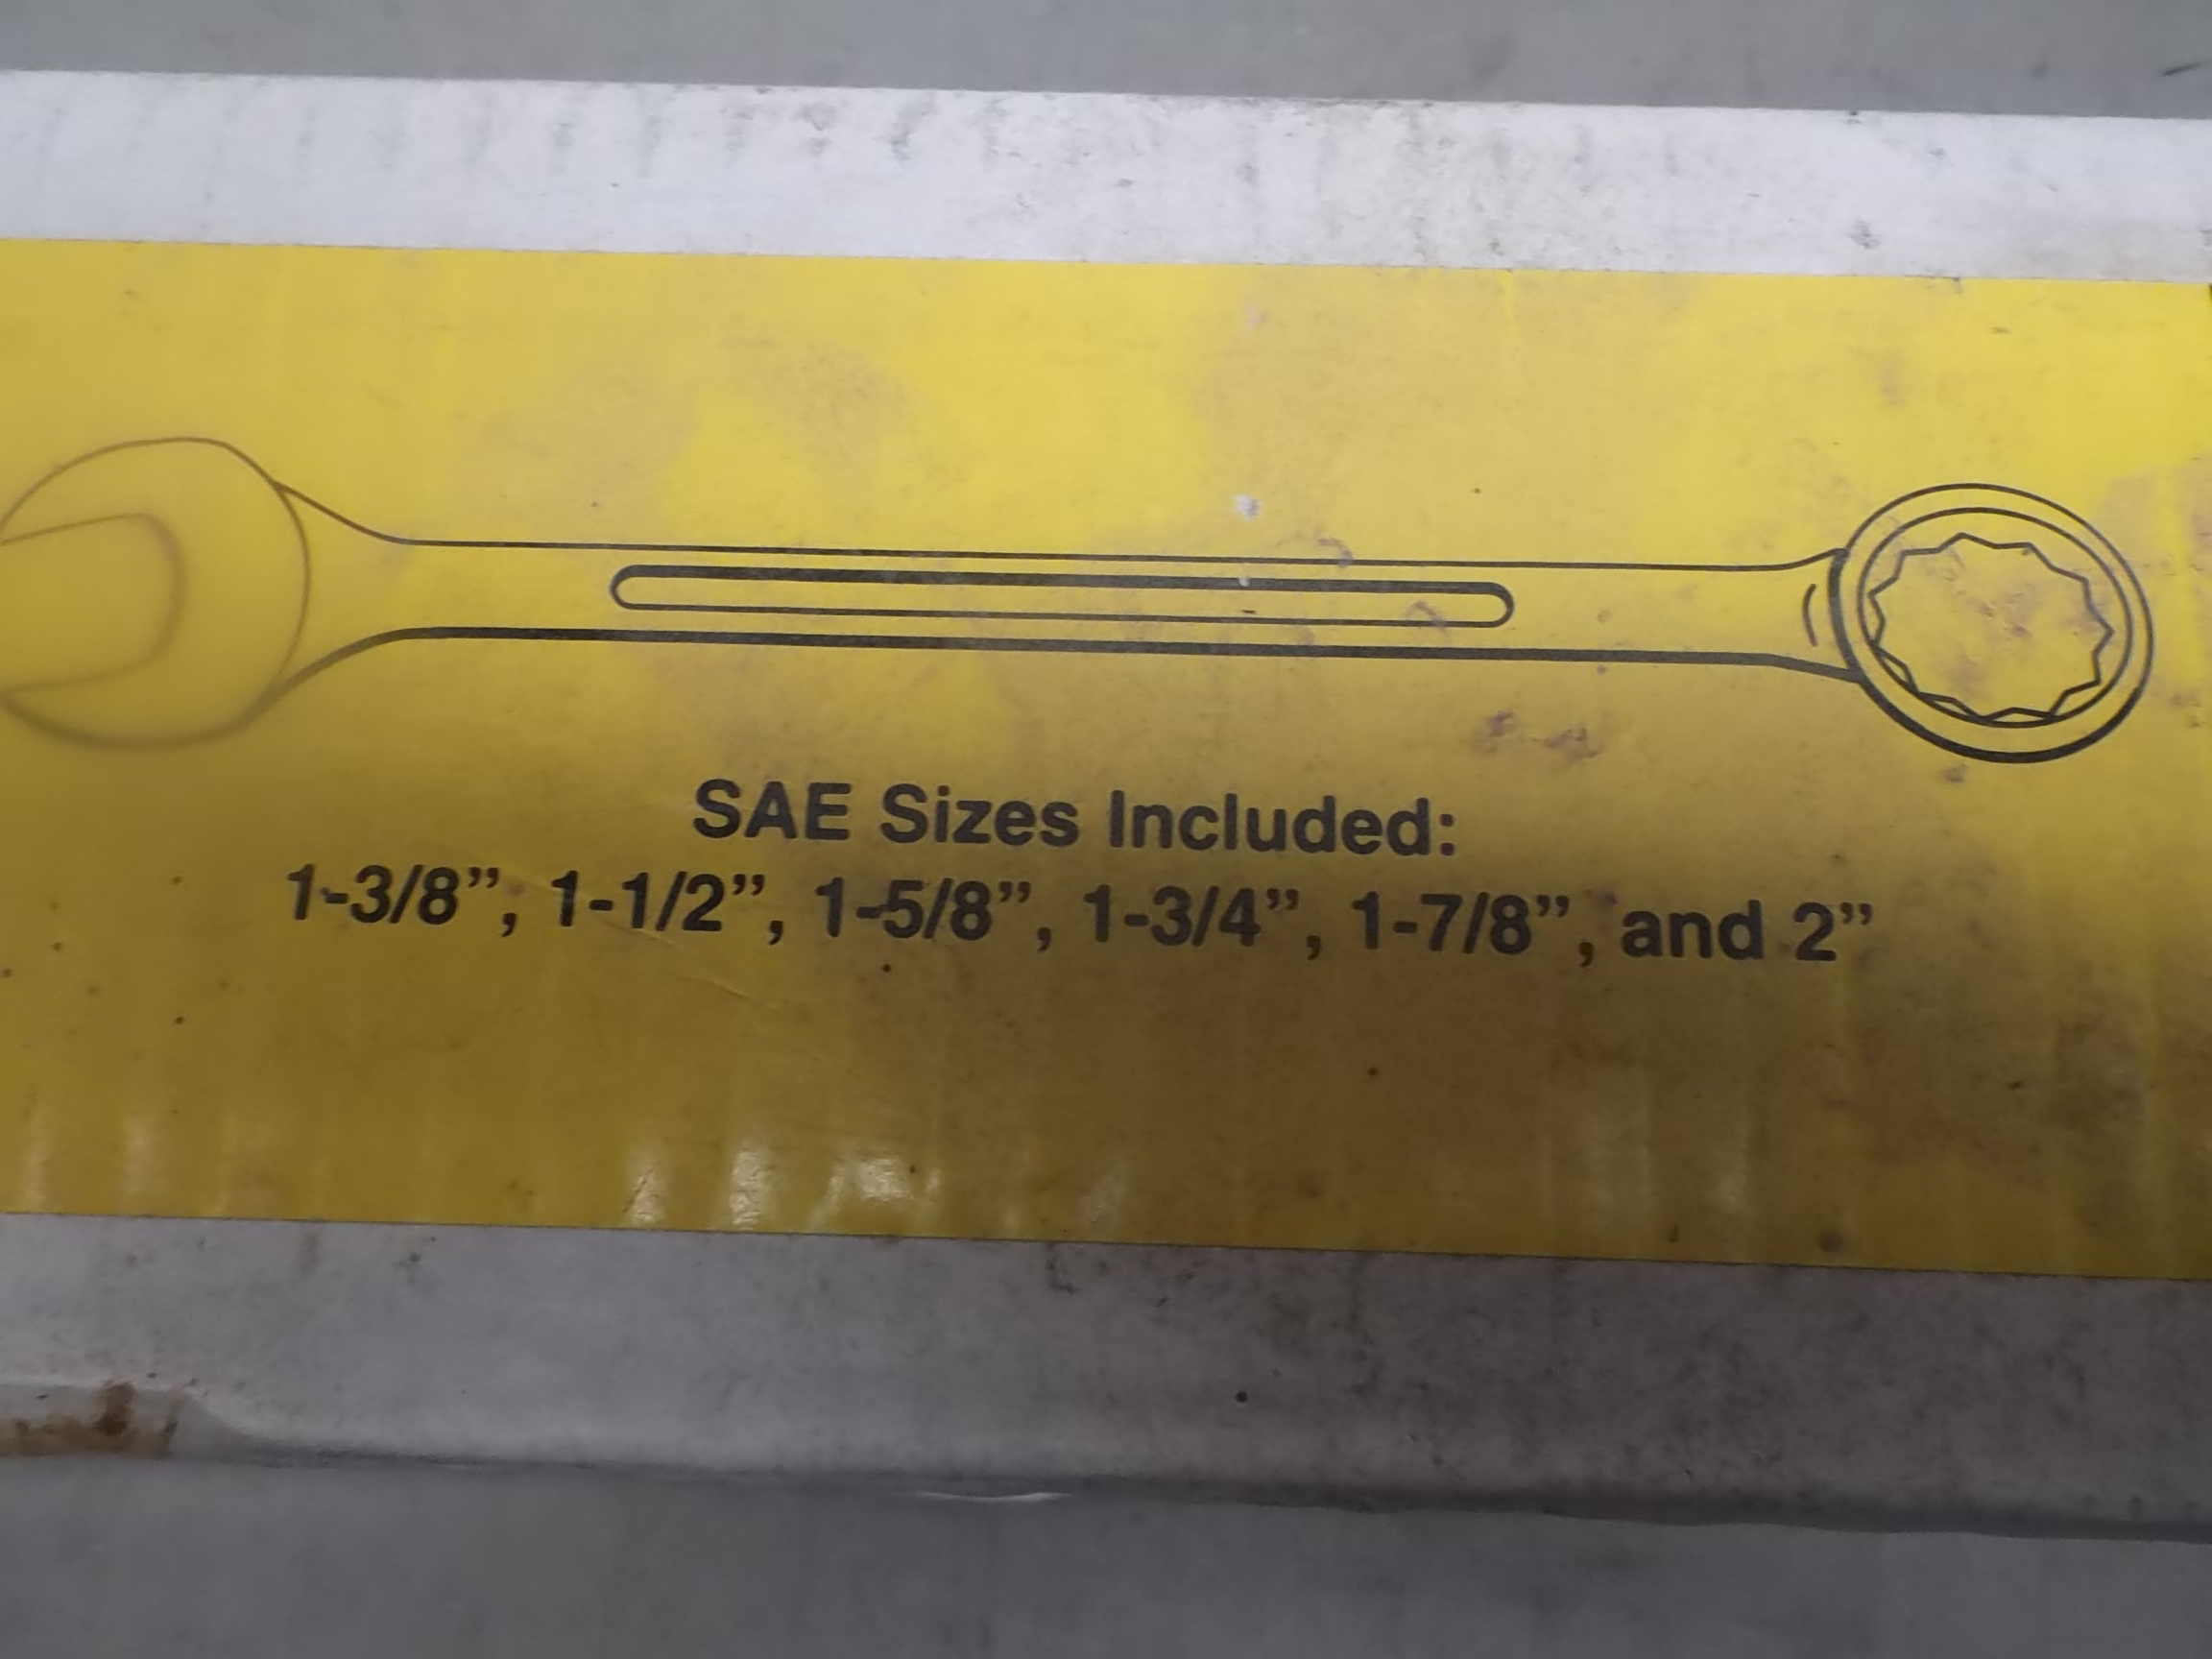 SAE Sizes Included:
1-3/8”, 1-1/2”, 1-5/8”, 1-3/4”, 1-7/8”, and 2”